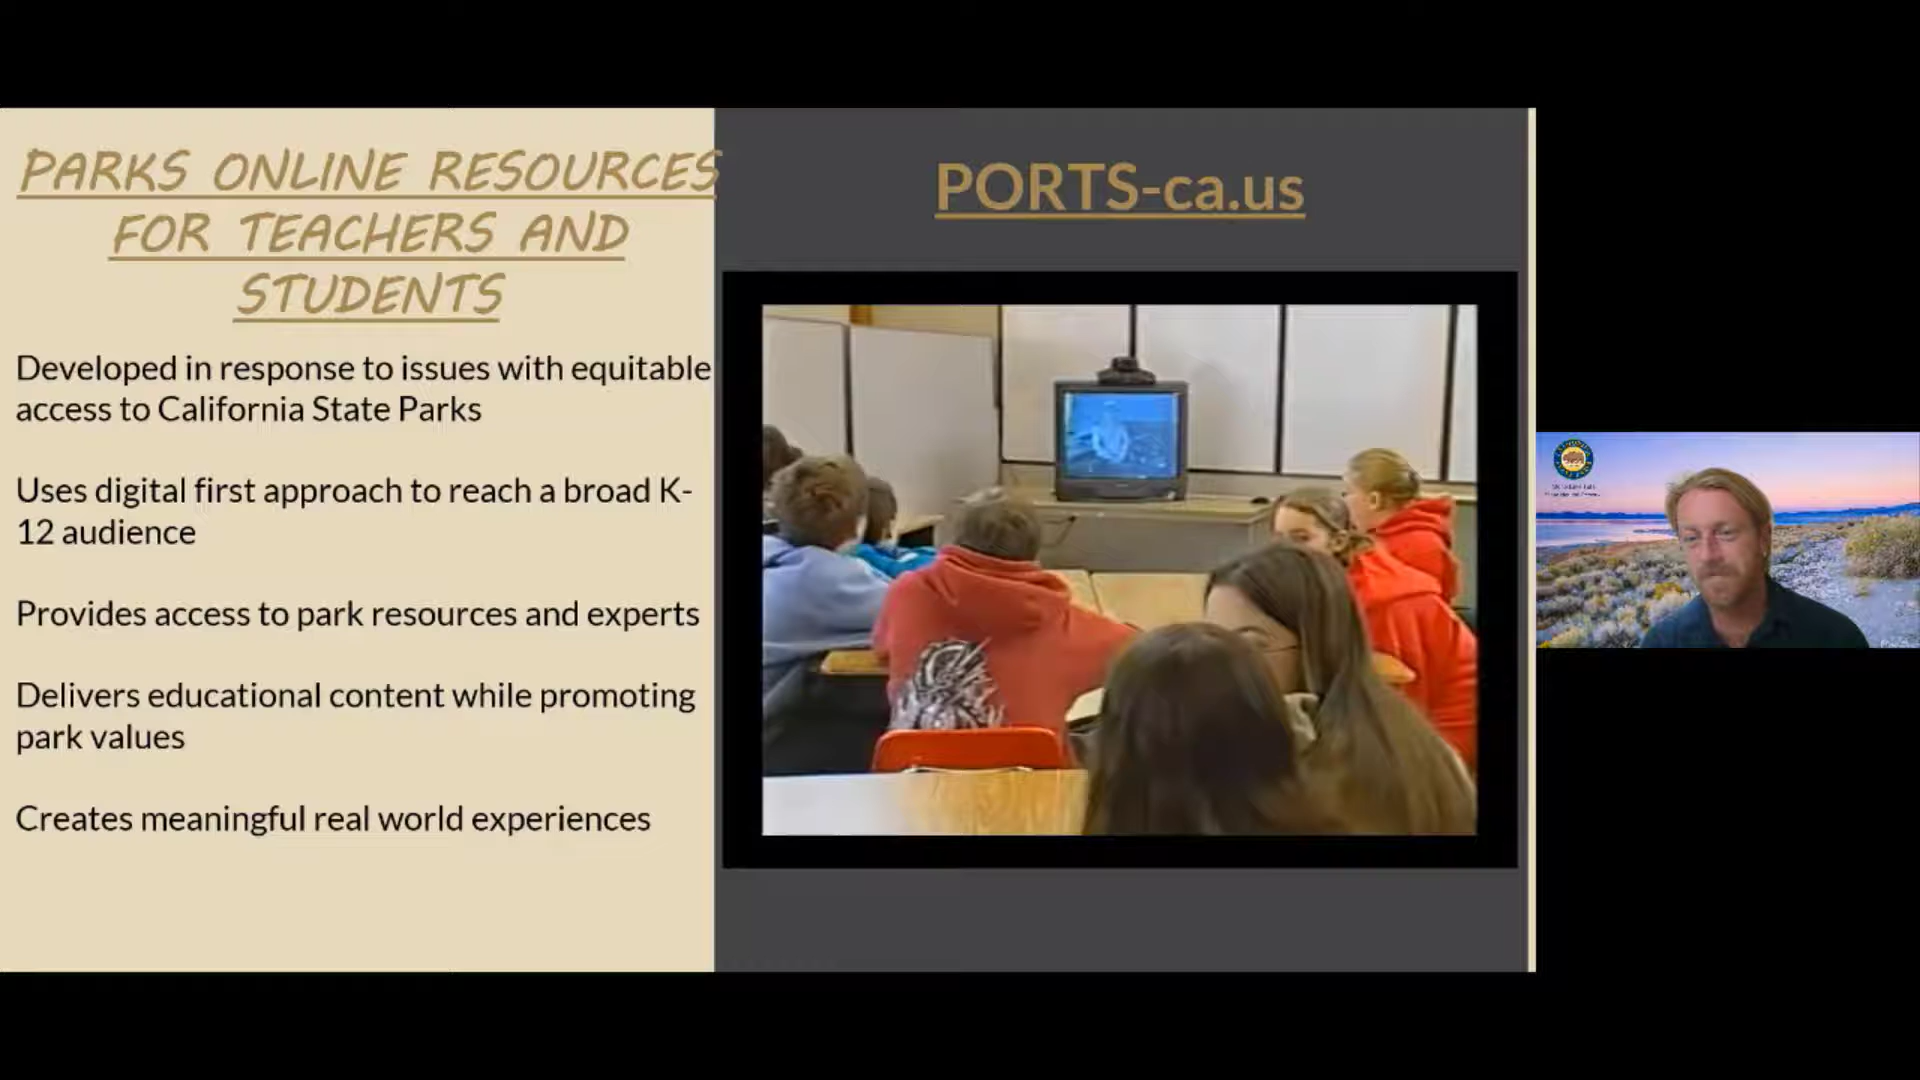 PARKS ONLINE RESOURCES
FOR TEACHERS AND
STUDENTS
Developed in response to issues with equitable
access to California State Parks
Uses digital first approach to reach a broad K-
12 audience
Provides access to park resources and experts
Delivers educational content while promoting
park values
Creates meaningful real world experiences
PORTS-ca.us